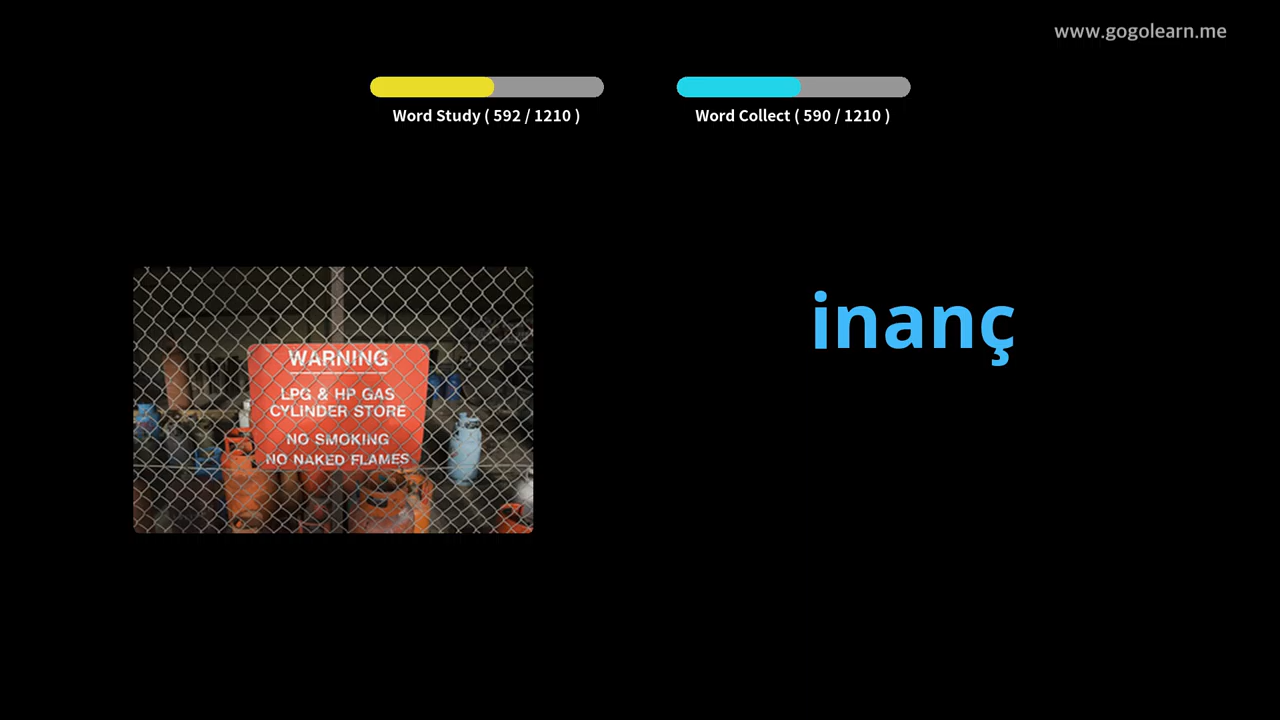 www.gogolearn.me
Word Study ( 592 / 1210 )
Word Collect ( 590 / 1210 )
inanç
WARNING
LPG & HP GAS
CYLINDER STORE
NO SMOKING
NO NAKED FLAMES